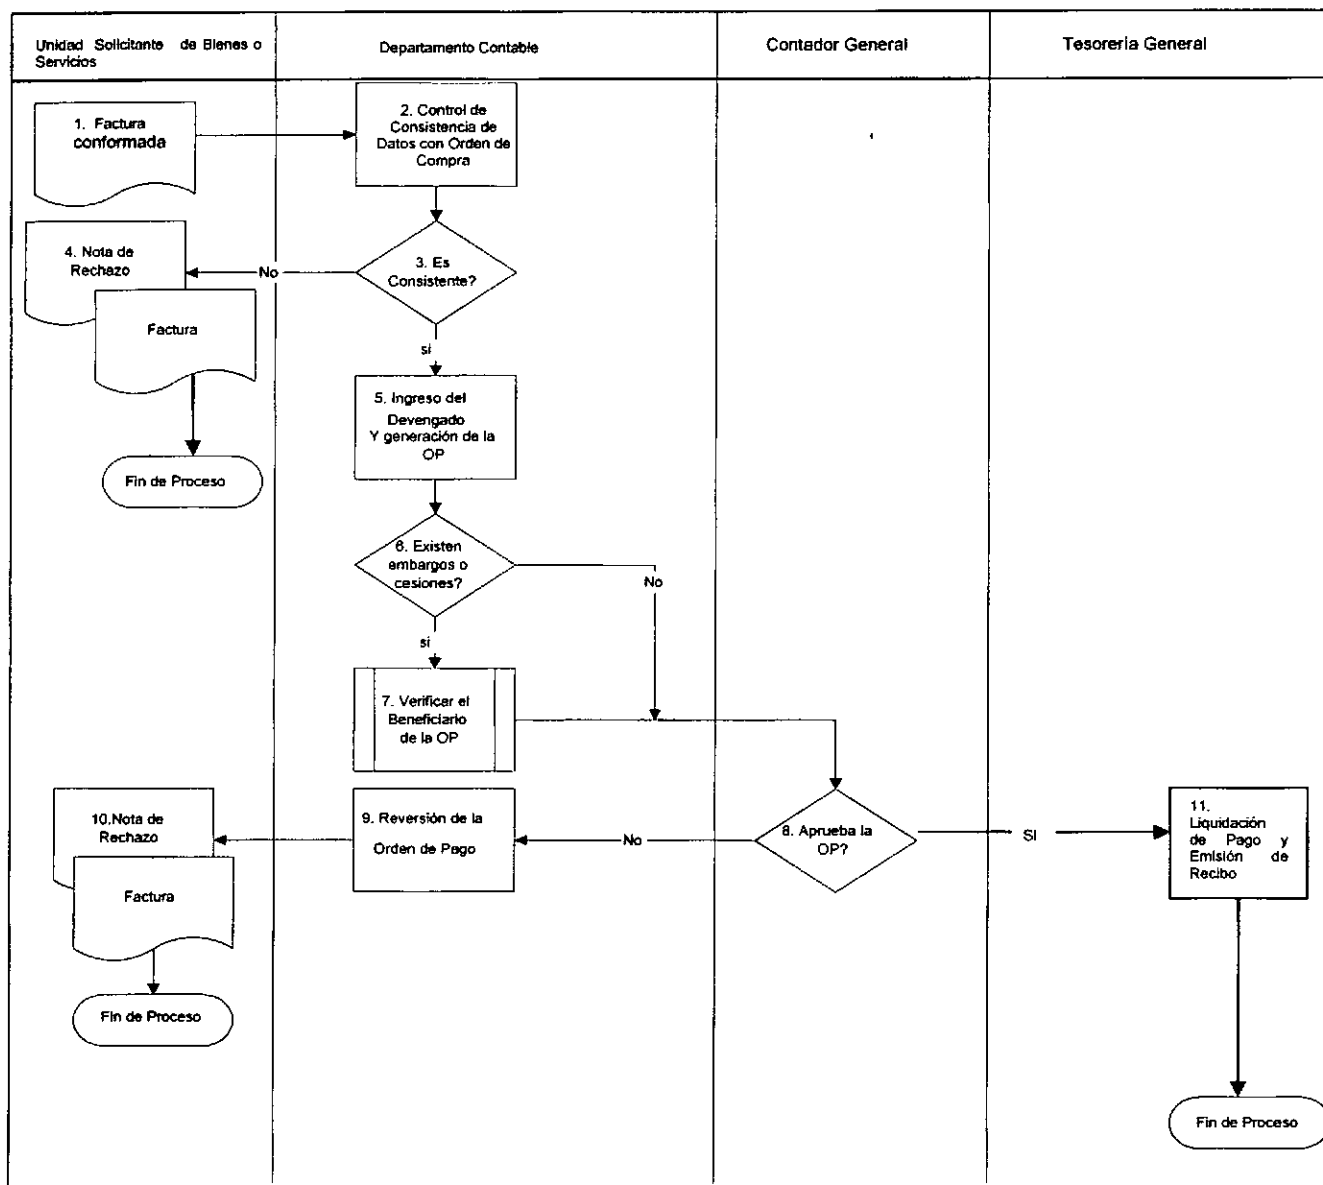 Unidad Solicitante de Bienes o
Servicios
Departamento Contable
Contador General
Tesorería General
1. Factura
conformada
2. Control de
Consistencia de
Datos con Orden de
Compra
4. Nota de
Rechazo
No
3. Es
Consistente?
Factura
sí
5. Ingreso del
Devengado
Y generación de la
OP
Fin de Proceso
6. Existen
embargos o
cesiones?
No
sí
7. Verificar el
Beneficiario
de la OP
10.Nota de
Rechazo
9. Reversión de la
Orden de Pago
No
8. Aprueba la
OP?
SI
11.
Liquidación
de Pago y
Emisión de
Recibo
Factura
Fin de Proceso
Fin de Proceso